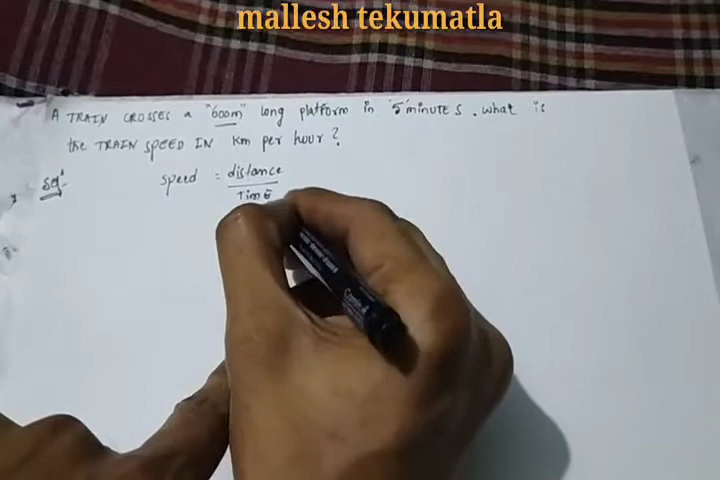 mallesh tekumatla
A TRAIN CROSSES a "600m" long platform in 5 minutes. what is
the TRAIN SPEED IN km per hour?
speed = distance
Time